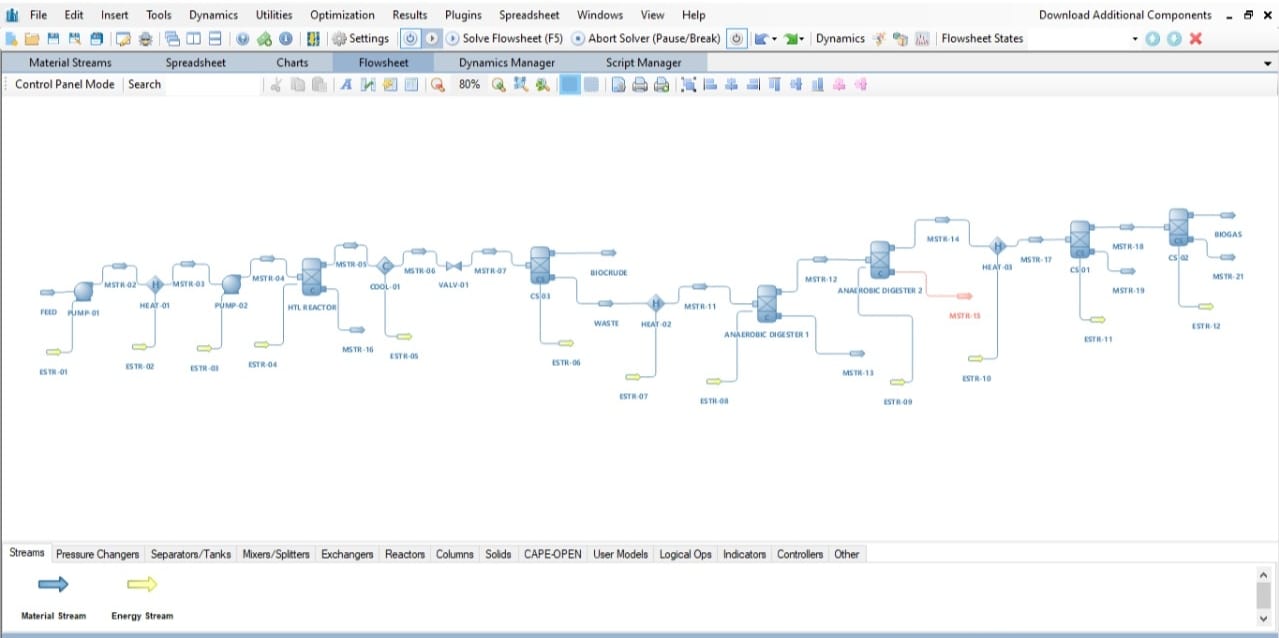 File Edit Insert Tools Dynamics Utilities Optimization Results Plugins Spreadsheet Windows View Help Download Additional Components
Settings Solve Flowsheet (F5) Abort Solver (Pause/Break) Dynamics Flowsheet States
Material Streams Spreadsheet Charts Flowsheet Dynamics Manager Script Manager
Control Panel Mode Search A 80%
FEED
PUMP-01
ESTR-01
MSTR-02
HEAT-01
ESTR-02
MSTR-03
PUMP-02
ESTR-03
MSTR-04
HTL REACTOR
ESTR-04
MSTR-05
MSTR-16
COOL-01
ESTR-05
MSTR-06
VALV-01
MSTR-07
CS-03
ESTR-06
BIOCRUDE
WASTE
HEAT-02
ESTR-07
MSTR-11
ANAEROBIC DIGESTER 1
ESTR-08
MSTR-12
MSTR-13
ANAEROBIC DIGESTER 2
ESTR-09
MSTR-14
MSTR-15
HEAT-03
ESTR-10
MSTR-17
CS-01
ESTR-11
MSTR-18
MSTR-19
CS-02
ESTR-12
BIOGAS
MSTR-21
Streams Pressure Changers Separators/Tanks Mixers/Splitters Exchangers Reactors Columns Solids CAPE-OPEN User Models Logical Ops Indicators Controllers Other
Material Stream Energy Stream